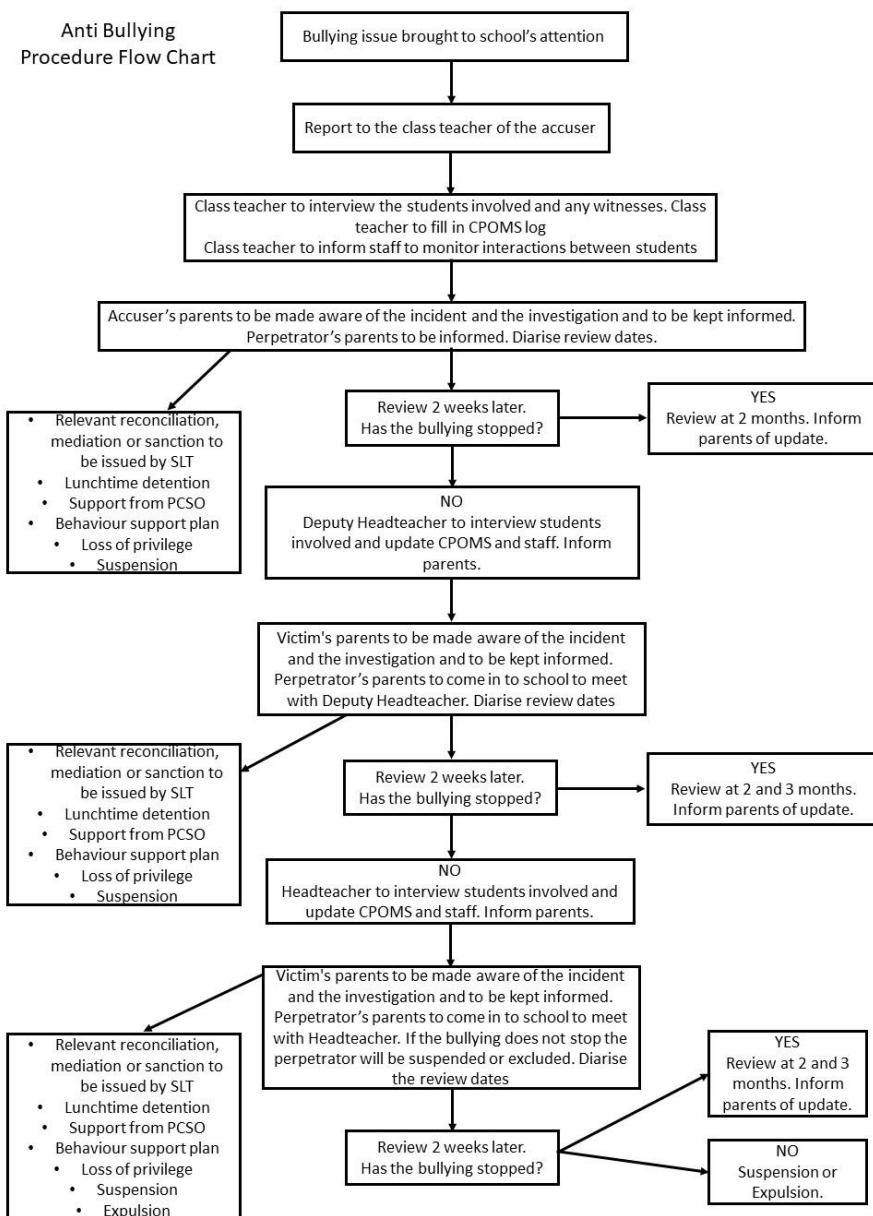 Anti Bullying
Procedure Flow Chart
Bullying issue brought to school's attention
Report to the class teacher of the accuser
Class teacher to interview the students involved and any witnesses. Class
teacher to fill in CPOMS log
Class teacher to inform staff to monitor interactions between students
Accuser's parents to be made aware of the incident and the investigation and to be kept informed.
Perpetrator's parents to be informed. Diarise review dates.
• Relevant reconciliation,
mediation or sanction to
be issued by SLT
• Lunchtime detention
• Support from PCSO
• Behaviour support plan
• Loss of privilege
• Suspension
Review 2 weeks later.
Has the bullying stopped?
YES
Review at 2 months. Inform
parents of update.
NO
Deputy Headteacher to interview students
involved and update CPOMS and staff. Inform
parents.
Victim's parents to be made aware of the incident
and the investigation and to be kept informed.
Perpetrator's parents to come in to school to meet
with Deputy Headteacher. Diarise review dates
• Relevant reconciliation,
mediation or sanction to
be issued by SLT
• Lunchtime detention
• Support from PCSO
• Behaviour support plan
• Loss of privilege
• Suspension
Review 2 weeks later.
Has the bullying stopped?
YES
Review at 2 and 3 months.
Inform parents of update.
NO
Headteacher to interview students involved and
update CPOMS and staff. Inform parents.
Victim's parents to be made aware of the incident
and the investigation and to be kept informed.
Perpetrator's parents to come in to school to meet
with Headteacher. If the bullying does not stop the
perpetrator will be suspended or excluded. Diarise
the review dates
• Relevant reconciliation,
mediation or sanction to
be issued by SLT
• Lunchtime detention
• Support from PCSO
• Behaviour support plan
• Loss of privilege
• Suspension
• Expulsion
Review 2 weeks later.
Has the bullying stopped?
YES
Review at 2 and 3
months. Inform
parents of update.
NO
Suspension or
Expulsion.